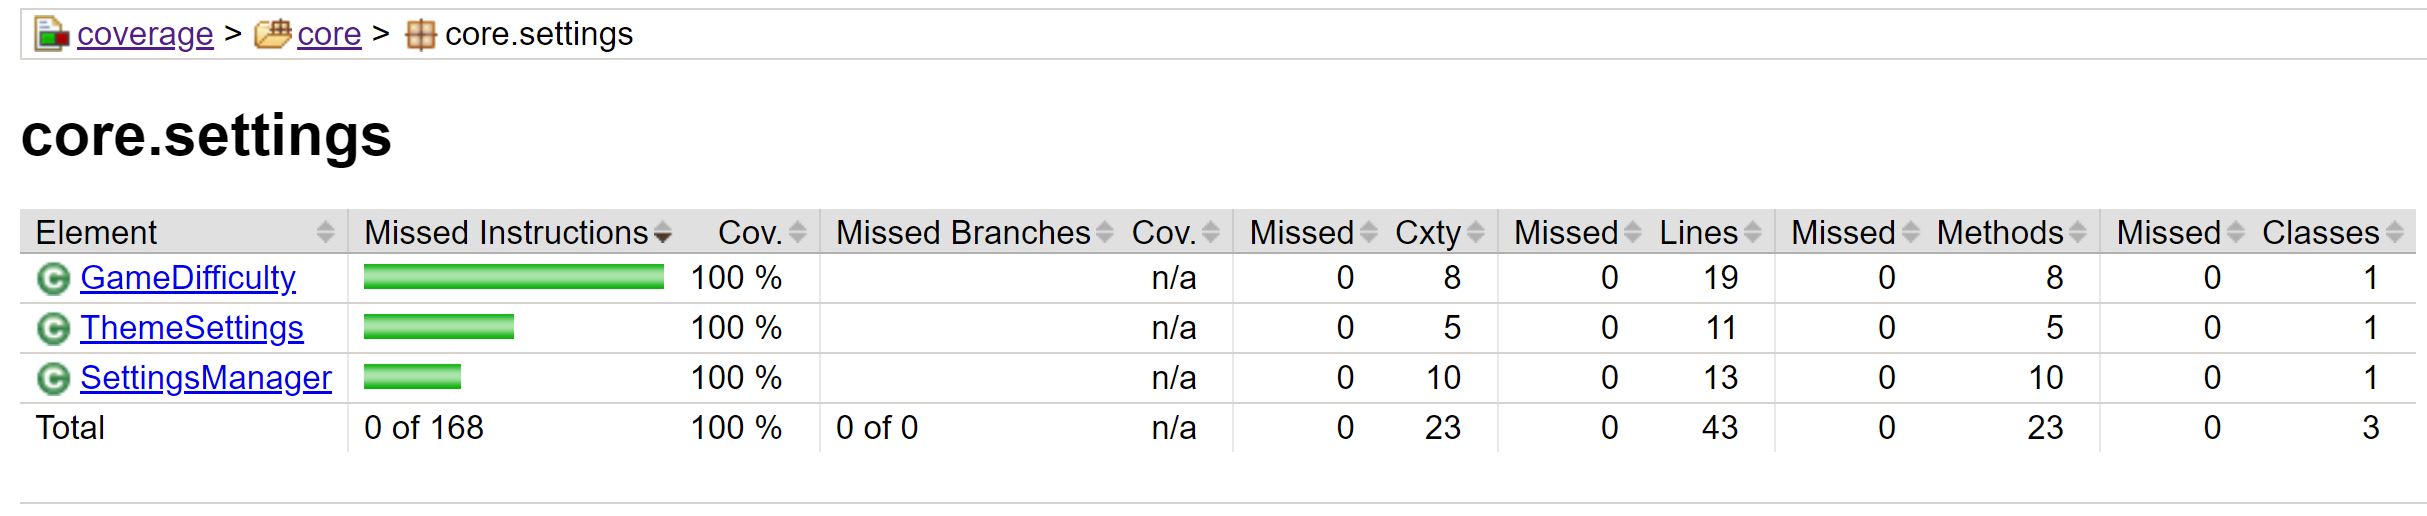 coverage > core > core.settings
core.settings
Element Missed Instructions Cov. Missed Branches Cov. Missed Cxty Missed Lines Missed Methods Missed Classes
GameDifficulty 100 % n/a 0 8 0 19 0 8 0 1
ThemeSettings 100 % n/a 0 5 0 11 0 5 0 1
SettingsManager 100 % n/a 0 10 0 13 0 10 0 1
Total 0 of 168 100 % 0 of 0 n/a 0 23 0 43 0 23 0 3